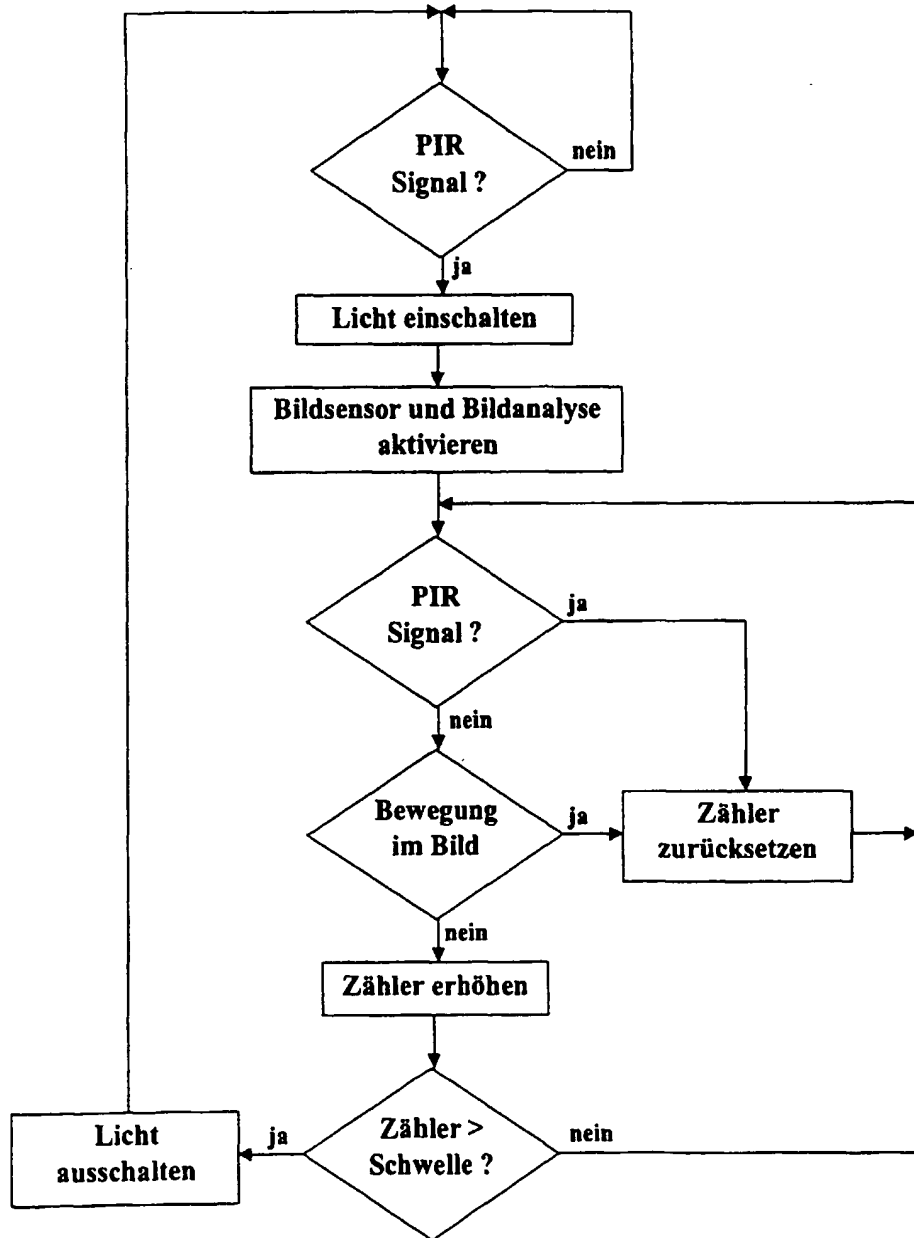 PIR
Signal ?
nein
ja
Licht einschalten
Bildsensor und Bildanalyse
aktivieren
PIR
Signal ?
ja
nein
Bewegung
im Bild
ja
Zähler
zurücksetzen
nein
Zähler erhöhen
Zähler >
Schwelle ?
ja
nein
Licht
ausschalten